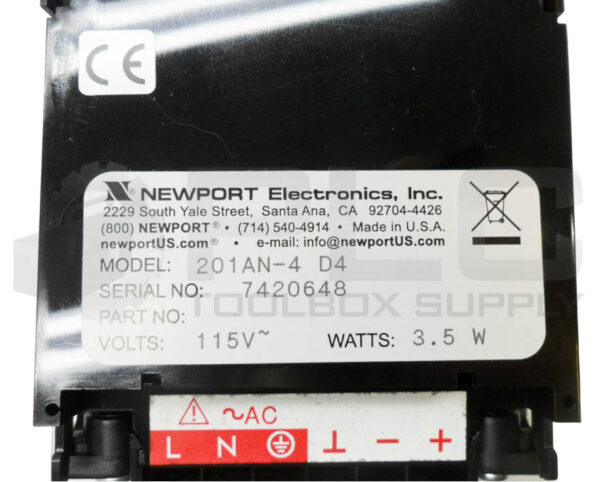 CE
NEWPORT Electronics, Inc.
2229 South Yale Street, Santa Ana, CA 92704-4426
(800) NEWPORT® • (714) 540-4914 • Made in U.S.A.
newportUS.com® • e-mail: info@newportUS.com
MODEL: 201AN-4 D4
SERIAL NO: 7420648
PART NO:
VOLTS: 115V~ WATTS: 3.5 W
PLC
TOOLBOX SUPPLY
~AC
L N ⏚ ⊥ − +